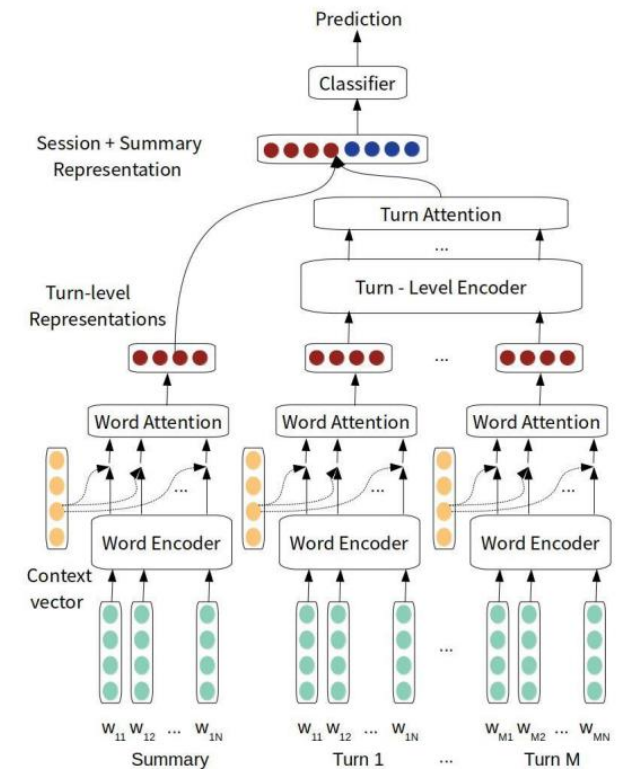 Prediction
Classifier
Session + Summary
Representation
Turn Attention
...
Turn - Level Encoder
Turn-level
Representations
...
Word Attention Word Attention Word Attention
... ... ...
Word Encoder Word Encoder Word Encoder
Context
vector
...
w11 w12 ... w1N w11 w12 ... w1N wM1 wM2 ... wMN
Summary Turn 1 ... Turn M